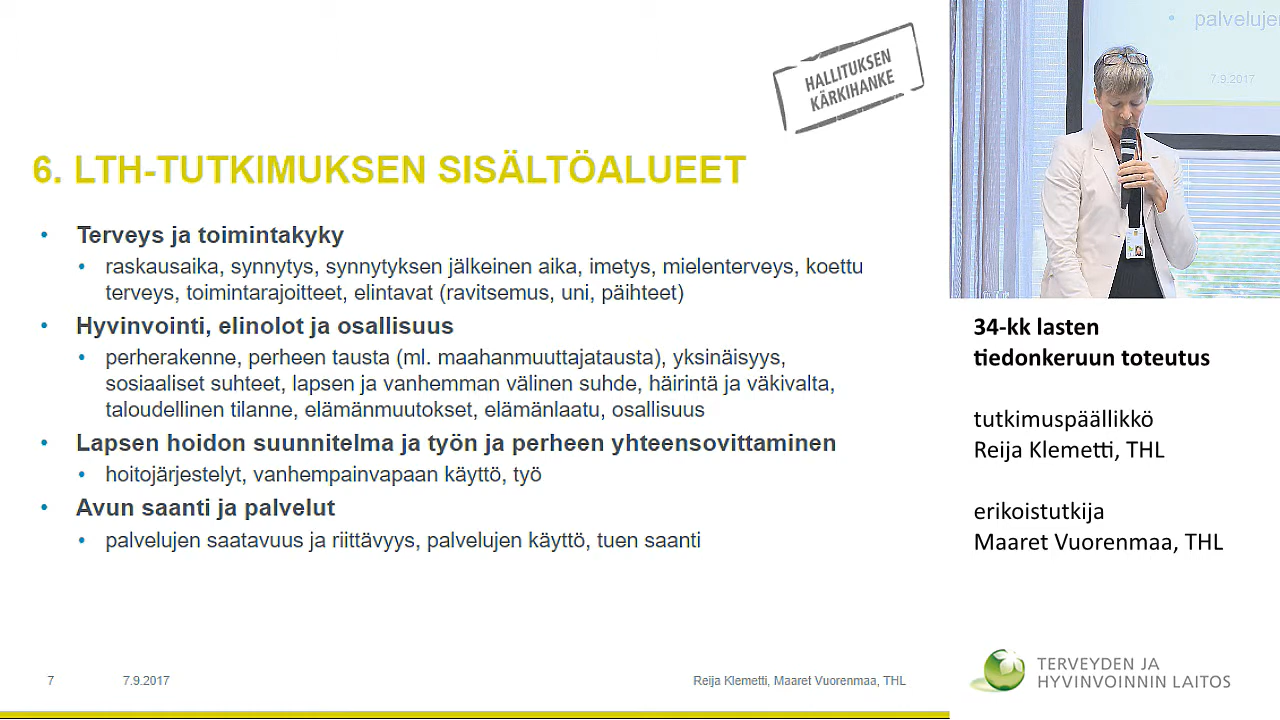 HALLITUKSEN
KÄRKIHANKE
6. LTH-TUTKIMUKSEN SISÄLTÖALUEET
• Terveys ja toimintakyky
• raskausaika, synnytys, synnytyksen jälkeinen aika, imetys, mielenterveys, koettu
terveys, toimintarajoitteet, elintavat (ravitsemus, uni, päihteet)
• Hyvinvointi, elinolot ja osallisuus
• perherakenne, perheen tausta (ml. maahanmuuttajatausta), yksinäisyys,
sosiaaliset suhteet, lapsen ja vanhemman välinen suhde, häirintä ja väkivalta,
taloudellinen tilanne, elämänmuutokset, elämänlaatu, osallisuus
• Lapsen hoidon suunnitelma ja työn ja perheen yhteensovittaminen
• hoitojärjestelyt, vanhempainvapaan käyttö, työ
• Avun saanti ja palvelut
• palvelujen saatavuus ja riittävyys, palvelujen käyttö, tuen saanti
7 7.9.2017 Reija Klemetti, Maaret Vuorenmaa, THL
• palvelujen
7.9.2017
34-kk lasten
tiedonkeruun toteutus
tutkimuspäällikkö
Reija Klemetti, THL
erikoistutkija
Maaret Vuorenmaa, THL
TERVEYDEN JA
HYVINVOINNIN LAITOS